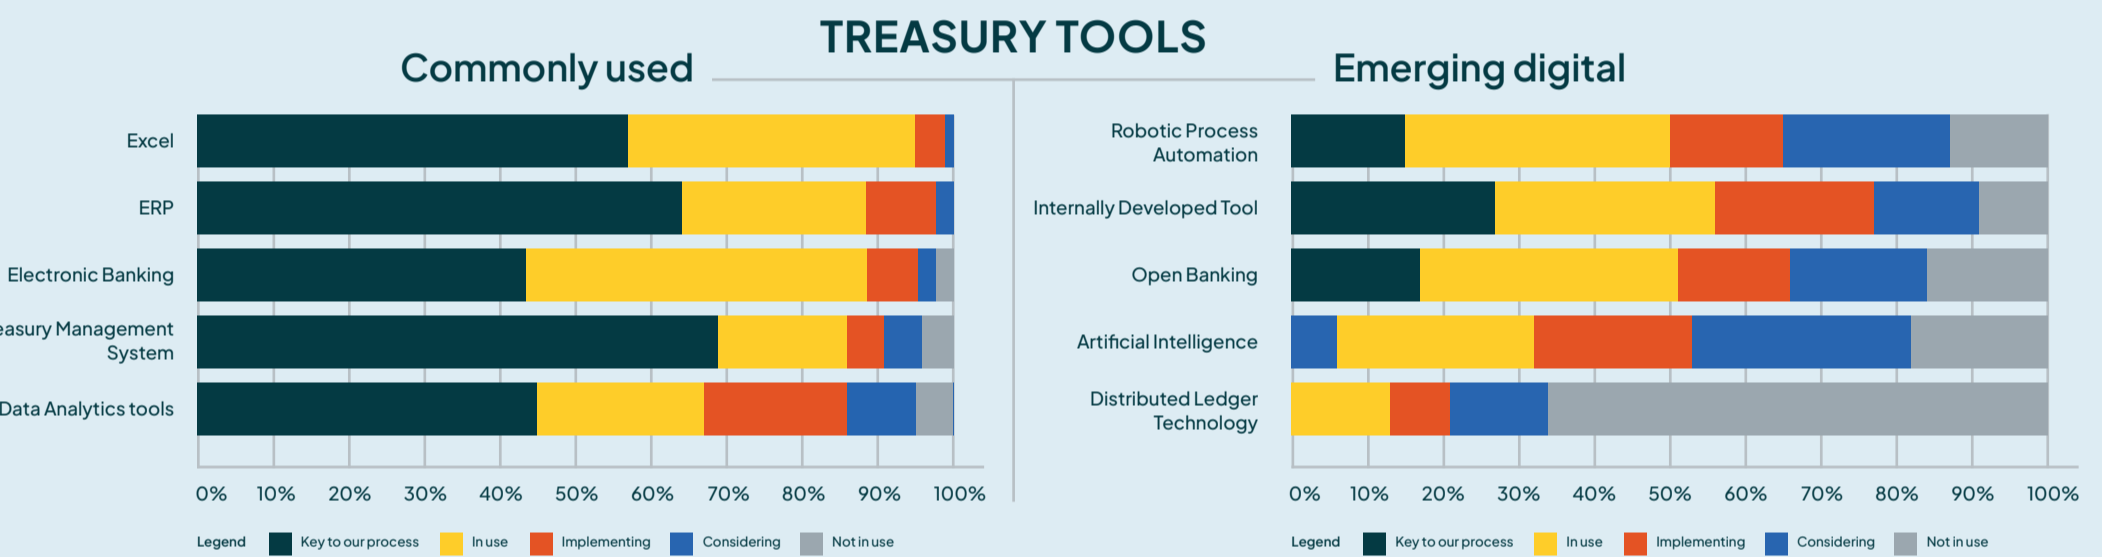 TREASURY TOOLS
Commonly used
Emerging digital
Excel
ERP
Electronic Banking
Management
System
Data Analytics tools
0% 10% 20% 30% 40% 50% 60% 70% 80% 90% 100%
Legend Key to our process In use Implementing Considering Not in use
Robotic Process
Automation
Internally Developed Tool
Open Banking
Artificial Intelligence
Distributed Ledger
Technology
0% 10% 20% 30% 40% 50% 60% 70% 80% 90% 100%
Legend Key to our process In use Implementing Considering Not in use